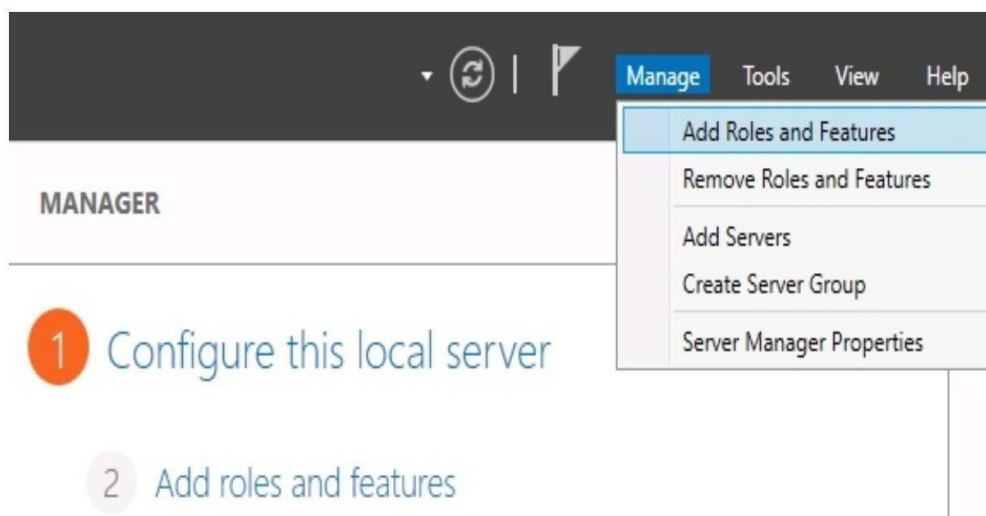 Manage Tools View Help
Add Roles and Features
Remove Roles and Features
Add Servers
Create Server Group
Server Manager Properties
MANAGER
1 Configure this local server
2 Add roles and features